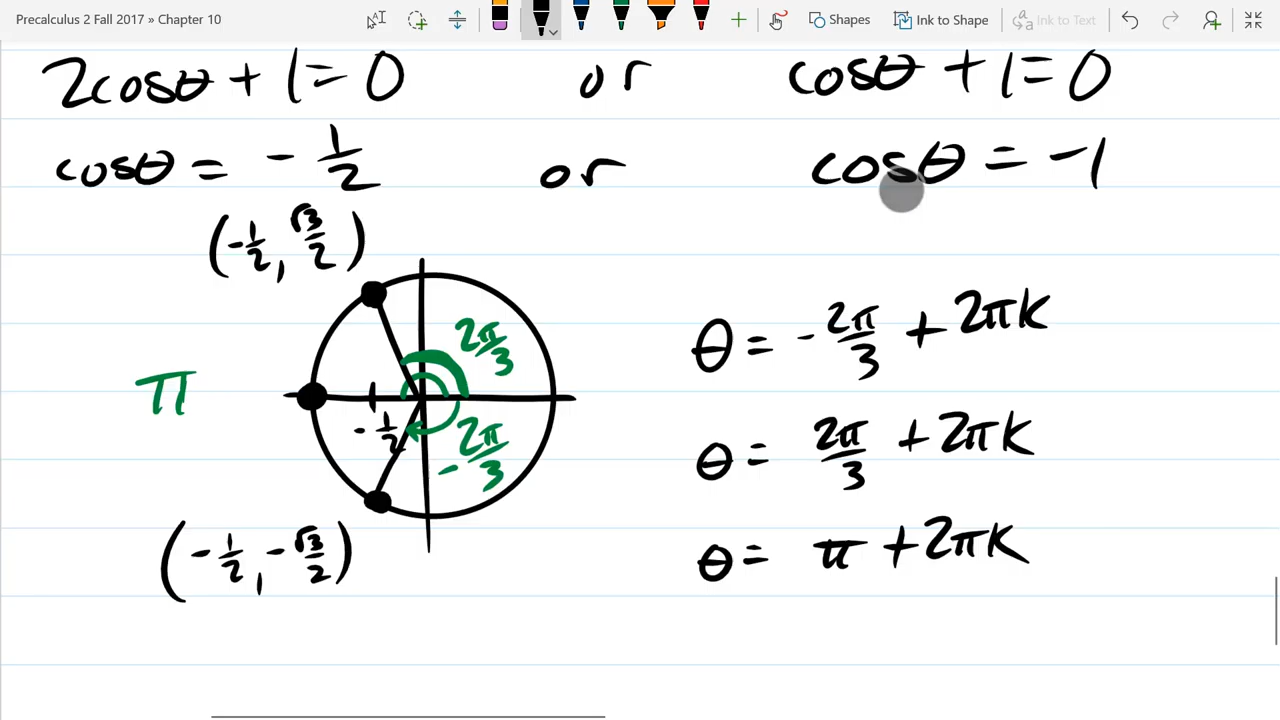 Precalculus 2 Fall 2017 » Chapter 10
Shapes
Ink to Shape
Ink to Text
2cosθ + 1 = 0 or cosθ + 1 = 0
cosθ = -1/2 or cosθ = -1
(-1/2, √3/2)
2π/3
π
-1/2
-2π/3
(-1/2, -√3/2)
θ = -2π/3 + 2πk
θ = 2π/3 + 2πk
θ = π + 2πk